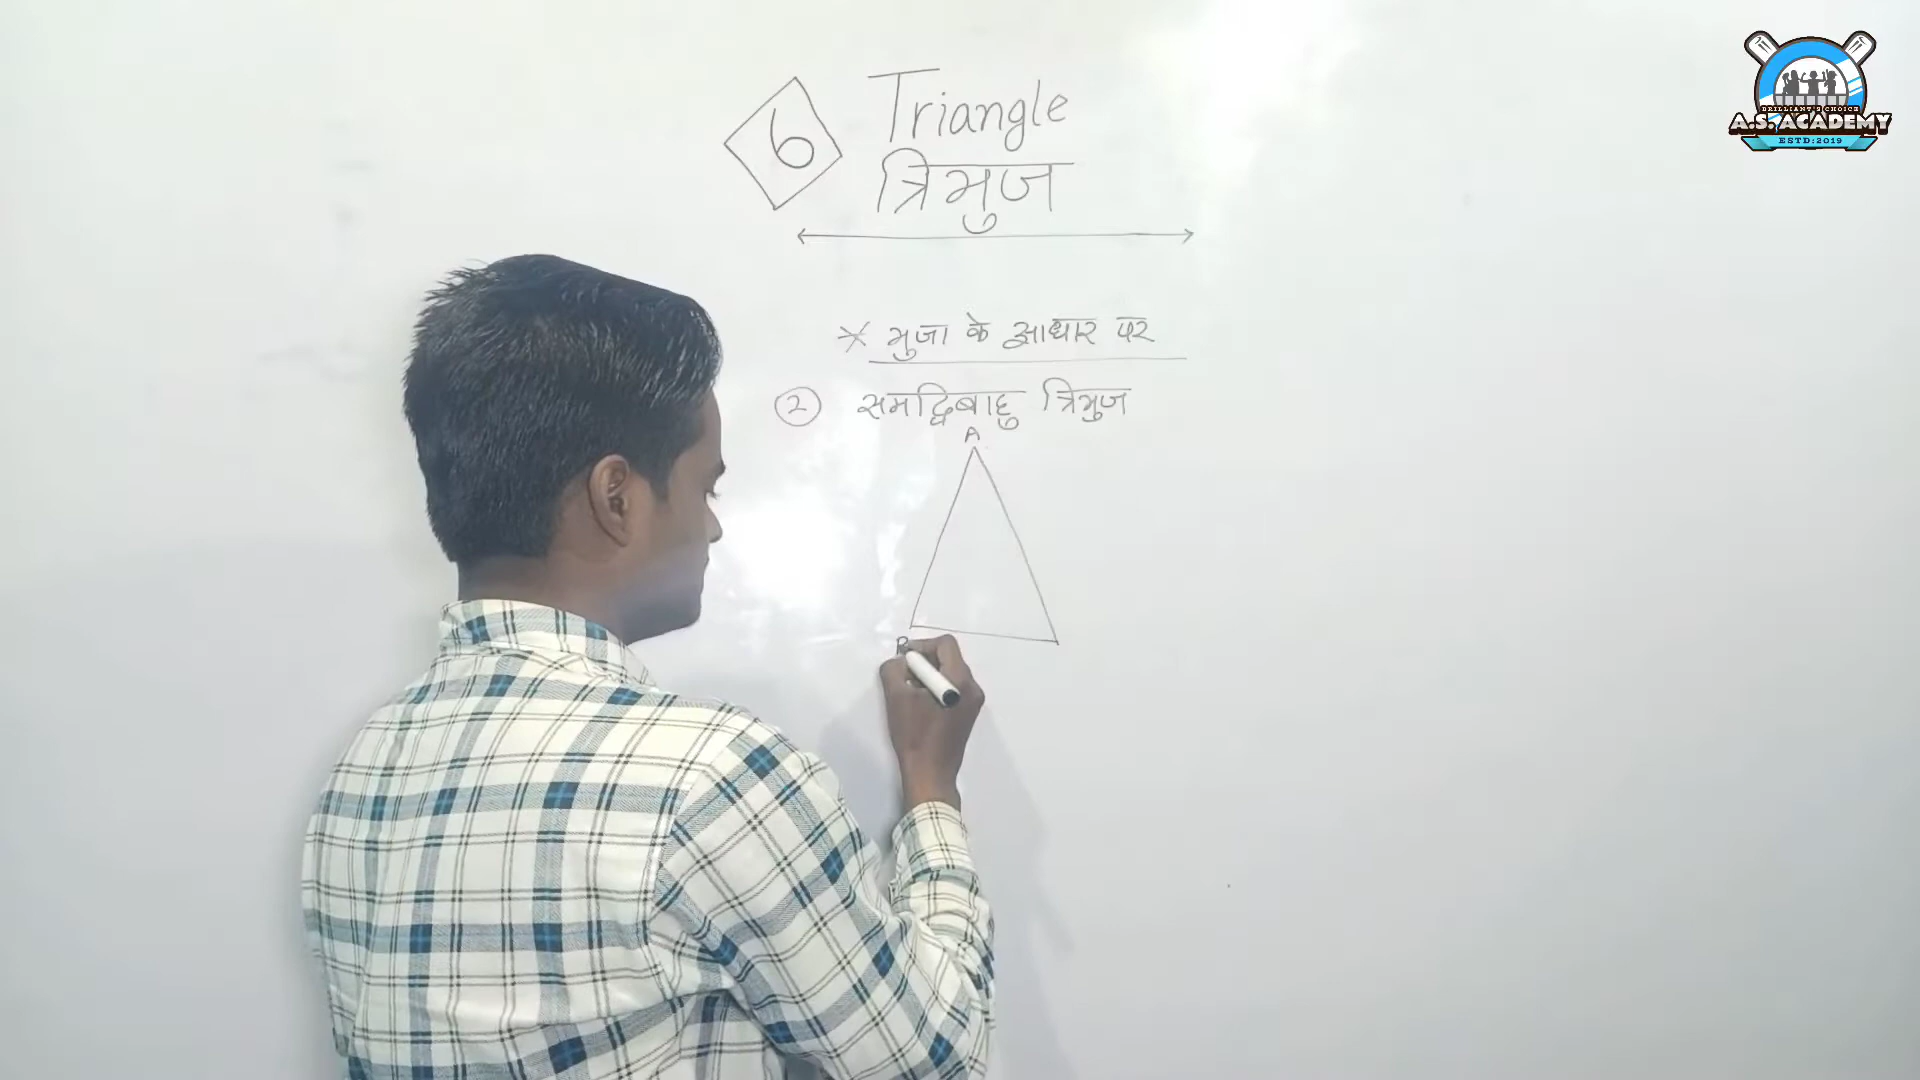 6 Triangle
त्रिभुज
* भुजा के आधार पर
2 समद्विबाहु त्रिभुज
A
B
BRILLIANT'S CHOICE
A.S. ACADEMY
ESTD:2019